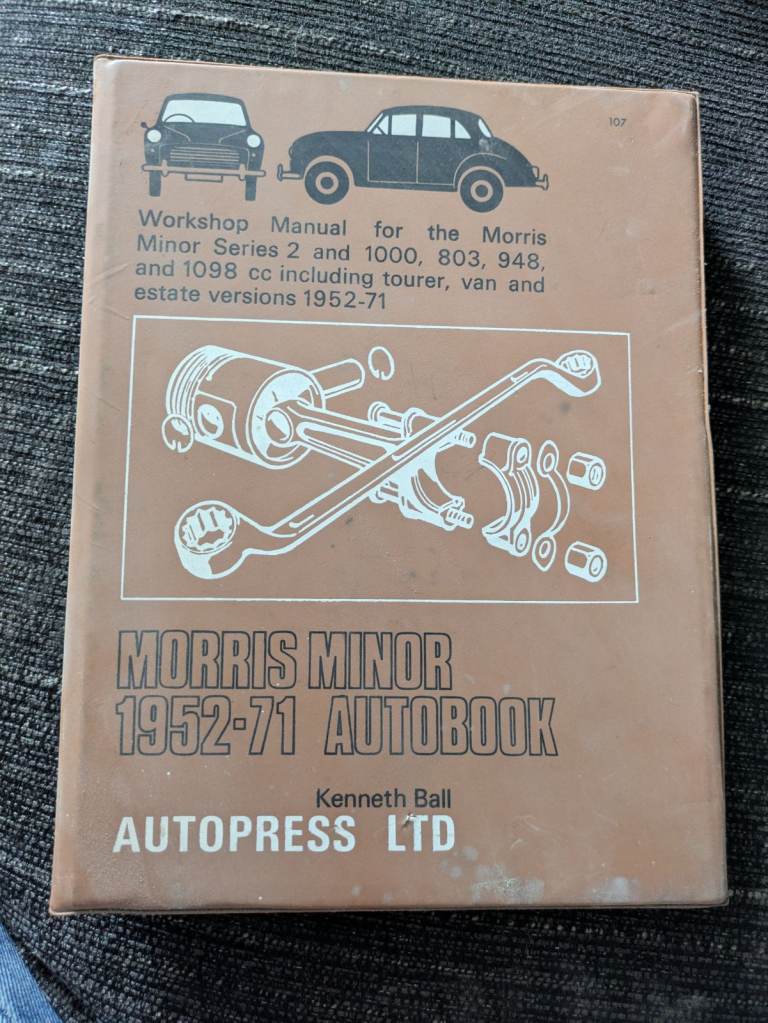 107
Workshop Manual for the Morris
Minor Series 2 and 1000, 803, 948,
and 1098 cc including tourer, van and
estate versions 1952-71
MORRIS MINOR
1952-71 AUTOBOOK
Kenneth Ball
AUTOPRESS LTD